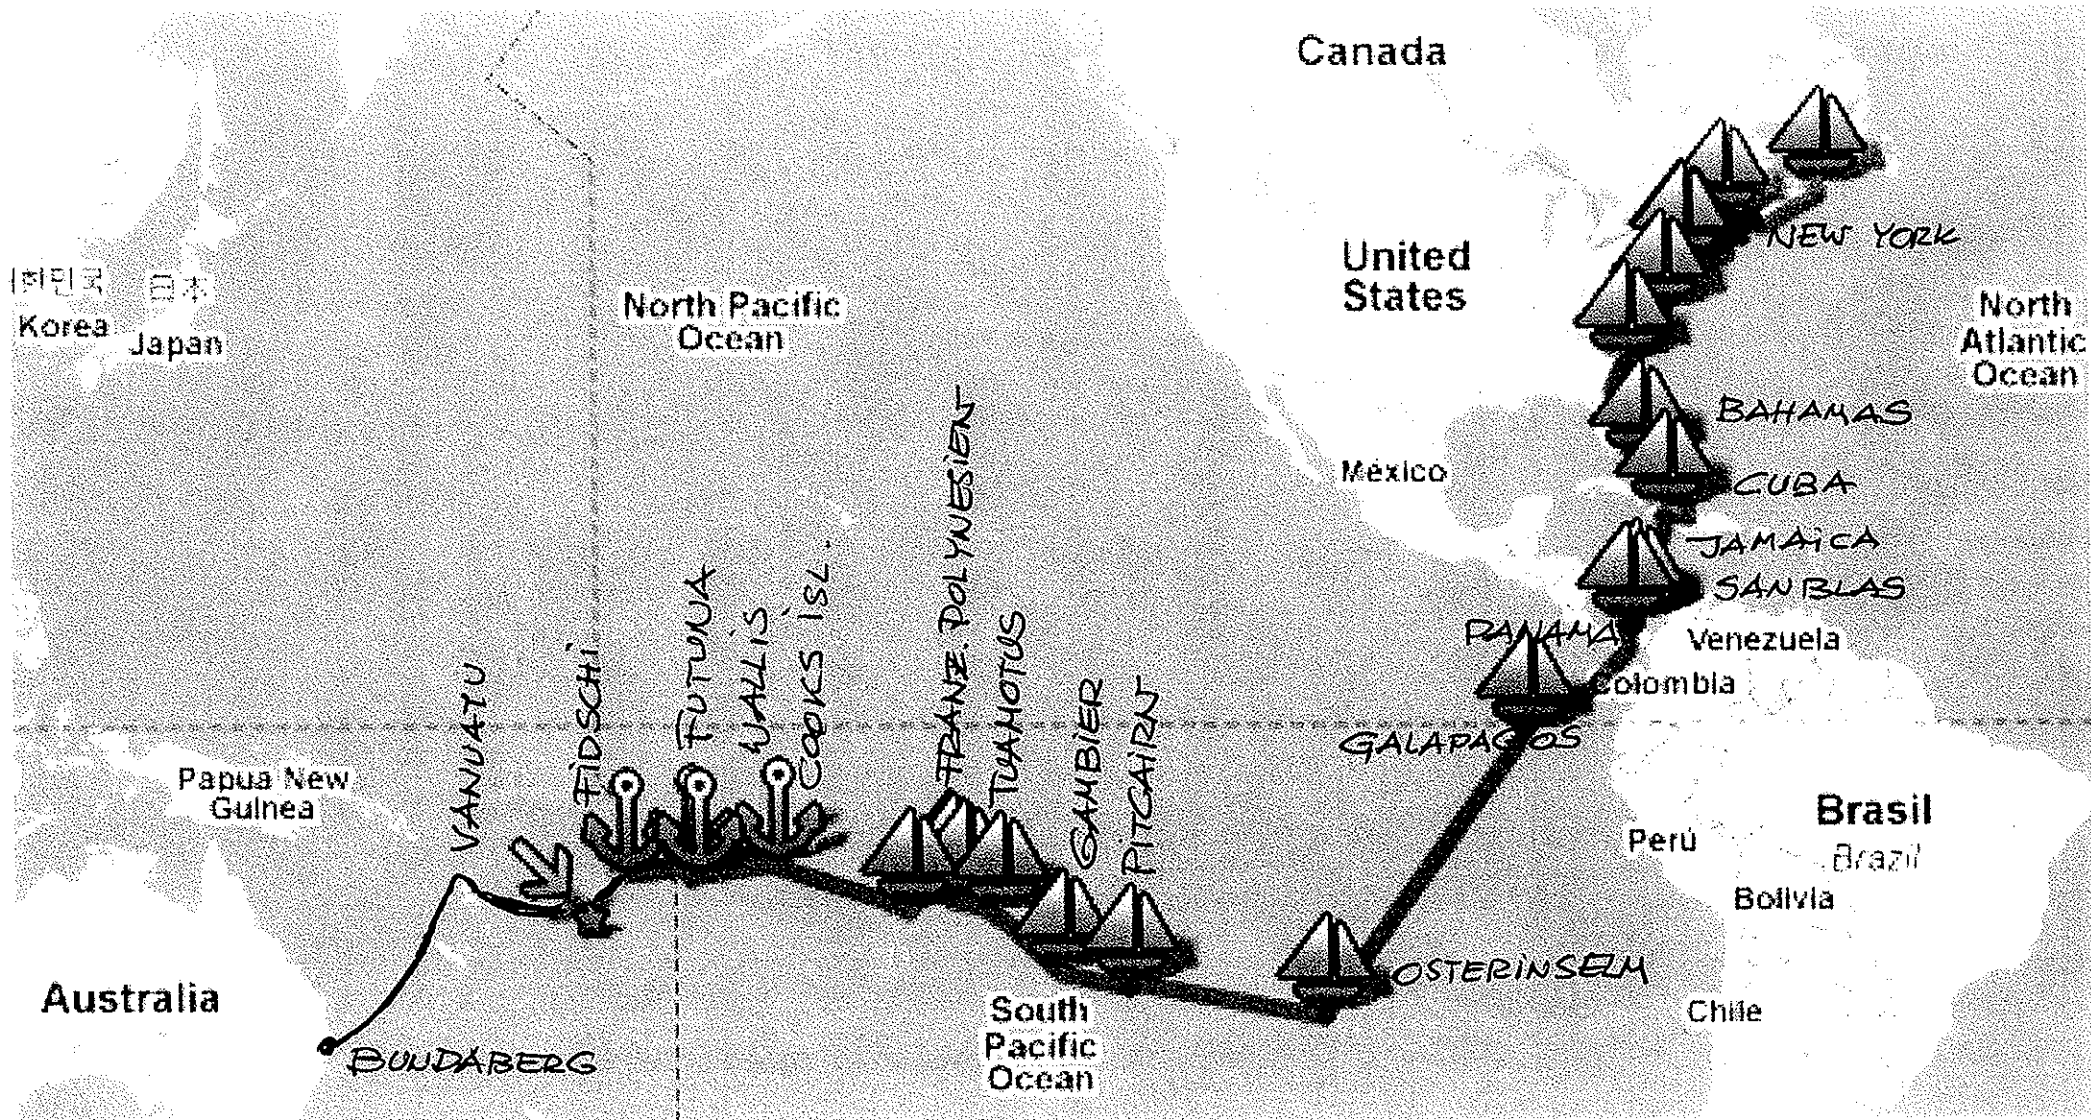 Canada
NEW YORK
United
States
North
Atlantic
Ocean
North Pacific
Ocean
日本
Korea
Japan
BAHAMAS
México
CUBA
JAMAiCA
SAN BLAS
PANAMA
Venezuela
Colombia
GALAPAGOS
VANUATU
FiDSCHi
FUTUNA
WALLiS
COOKS iSL.
FRANZ. POLYNESiEN
TUAMOTUS
GAMBiER
PiTCAiRN
Papua New
Guinea
Brasil
Brazil
Perú
Bolivia
Australia
OSTERiNSELM
Chile
South
Pacific
Ocean
BUNDABERG